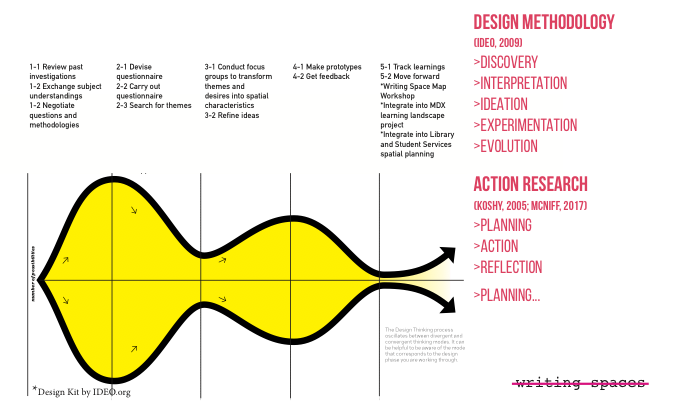 1-1 Review past
investigations
1-2 Exchange subject
understandings
1-2 Negotiate
questions and
methodologies
2-1 Devise
questionnaire
2-2 Carry out
questionnaire
2-3 Search for themes
3-1 Conduct focus
groups to transform
themes and
desires into spatial
characteristics
3-2 Refine ideas
4-1 Make prototypes
4-2 Get feedback
5-1 Track learnings
5-2 Move forward
*Writing Space Map
Workshop
*Integrate into MDX
learning landscape
project
*Integrate into Library
and Student Services
spatial planning
DESIGN METHODOLOGY
(IDEO, 2009)
>DISCOVERY
>INTERPRETATION
>IDEATION
>EXPERIMENTATION
>EVOLUTION
ACTION RESEARCH
(KOSHY, 2005; MCNIFF, 2017)
>PLANNING
>ACTION
>REFLECTION
>PLANNING...
number of possibilities
The Design Thinking process
oscillates between divergent and
convergent thinking modes. It can
be helpful to be aware of the mode
that corresponds to the design
phase you are working through.
*Design Kit by IDEO.org
writing spaces